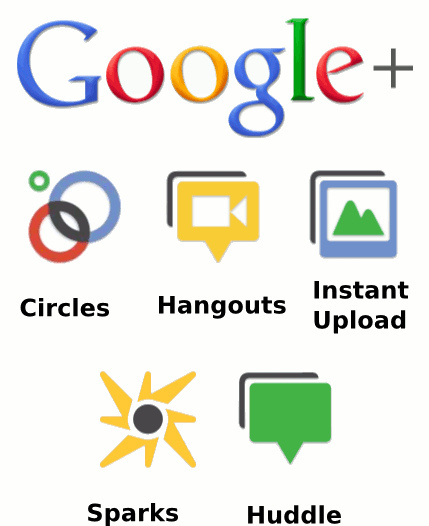 Google+
Circles
Hangouts
Instant
Upload
Sparks
Huddle